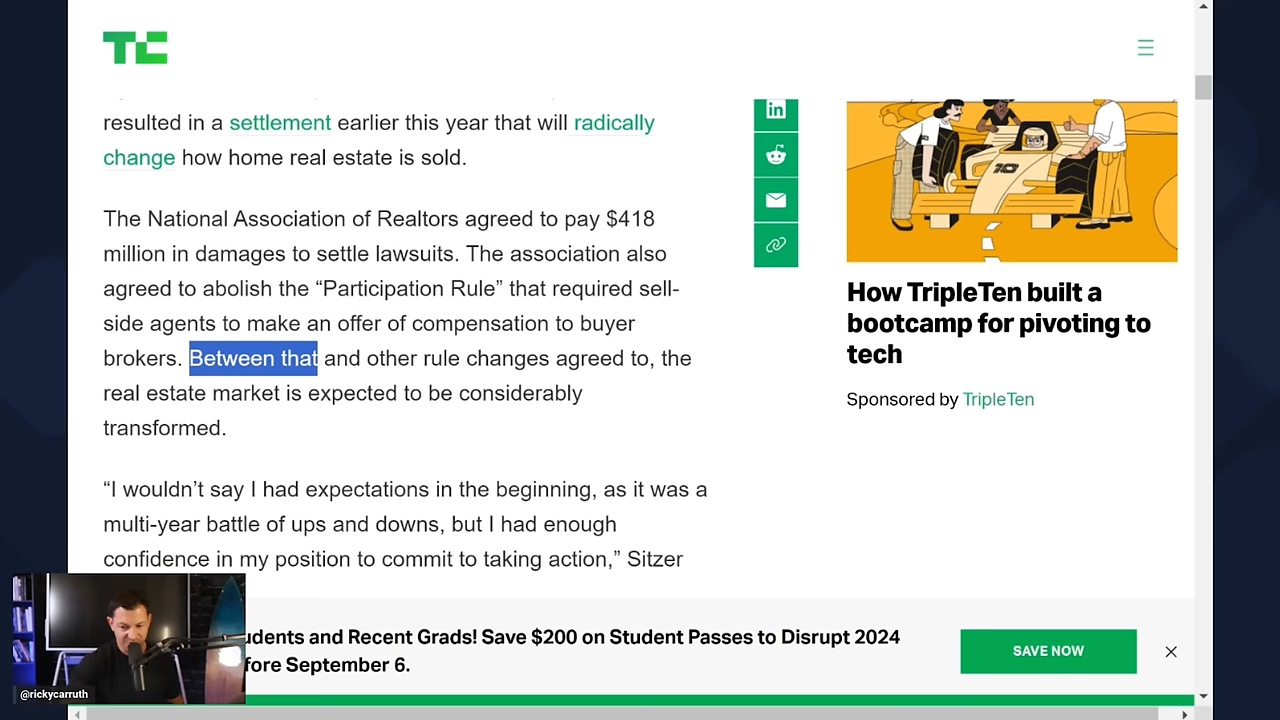 TC
resulted in a settlement earlier this year that will radically
change how home real estate is sold.
The National Association of Realtors agreed to pay $418
million in damages to settle lawsuits. The association also
agreed to abolish the “Participation Rule” that required sell-
side agents to make an offer of compensation to buyer
brokers. Between that and other rule changes agreed to, the
real estate market is expected to be considerably
transformed.
“I wouldn’t say I had expectations in the beginning, as it was a
multi-year battle of ups and downs, but I had enough
confidence in my position to commit to taking action,” Sitzer
in
10
How TripleTen built a
bootcamp for pivoting to
tech
Sponsored by TripleTen
udents and Recent Grads! Save $200 on Student Passes to Disrupt 2024
fore September 6.
SAVE NOW
@rickycarruth